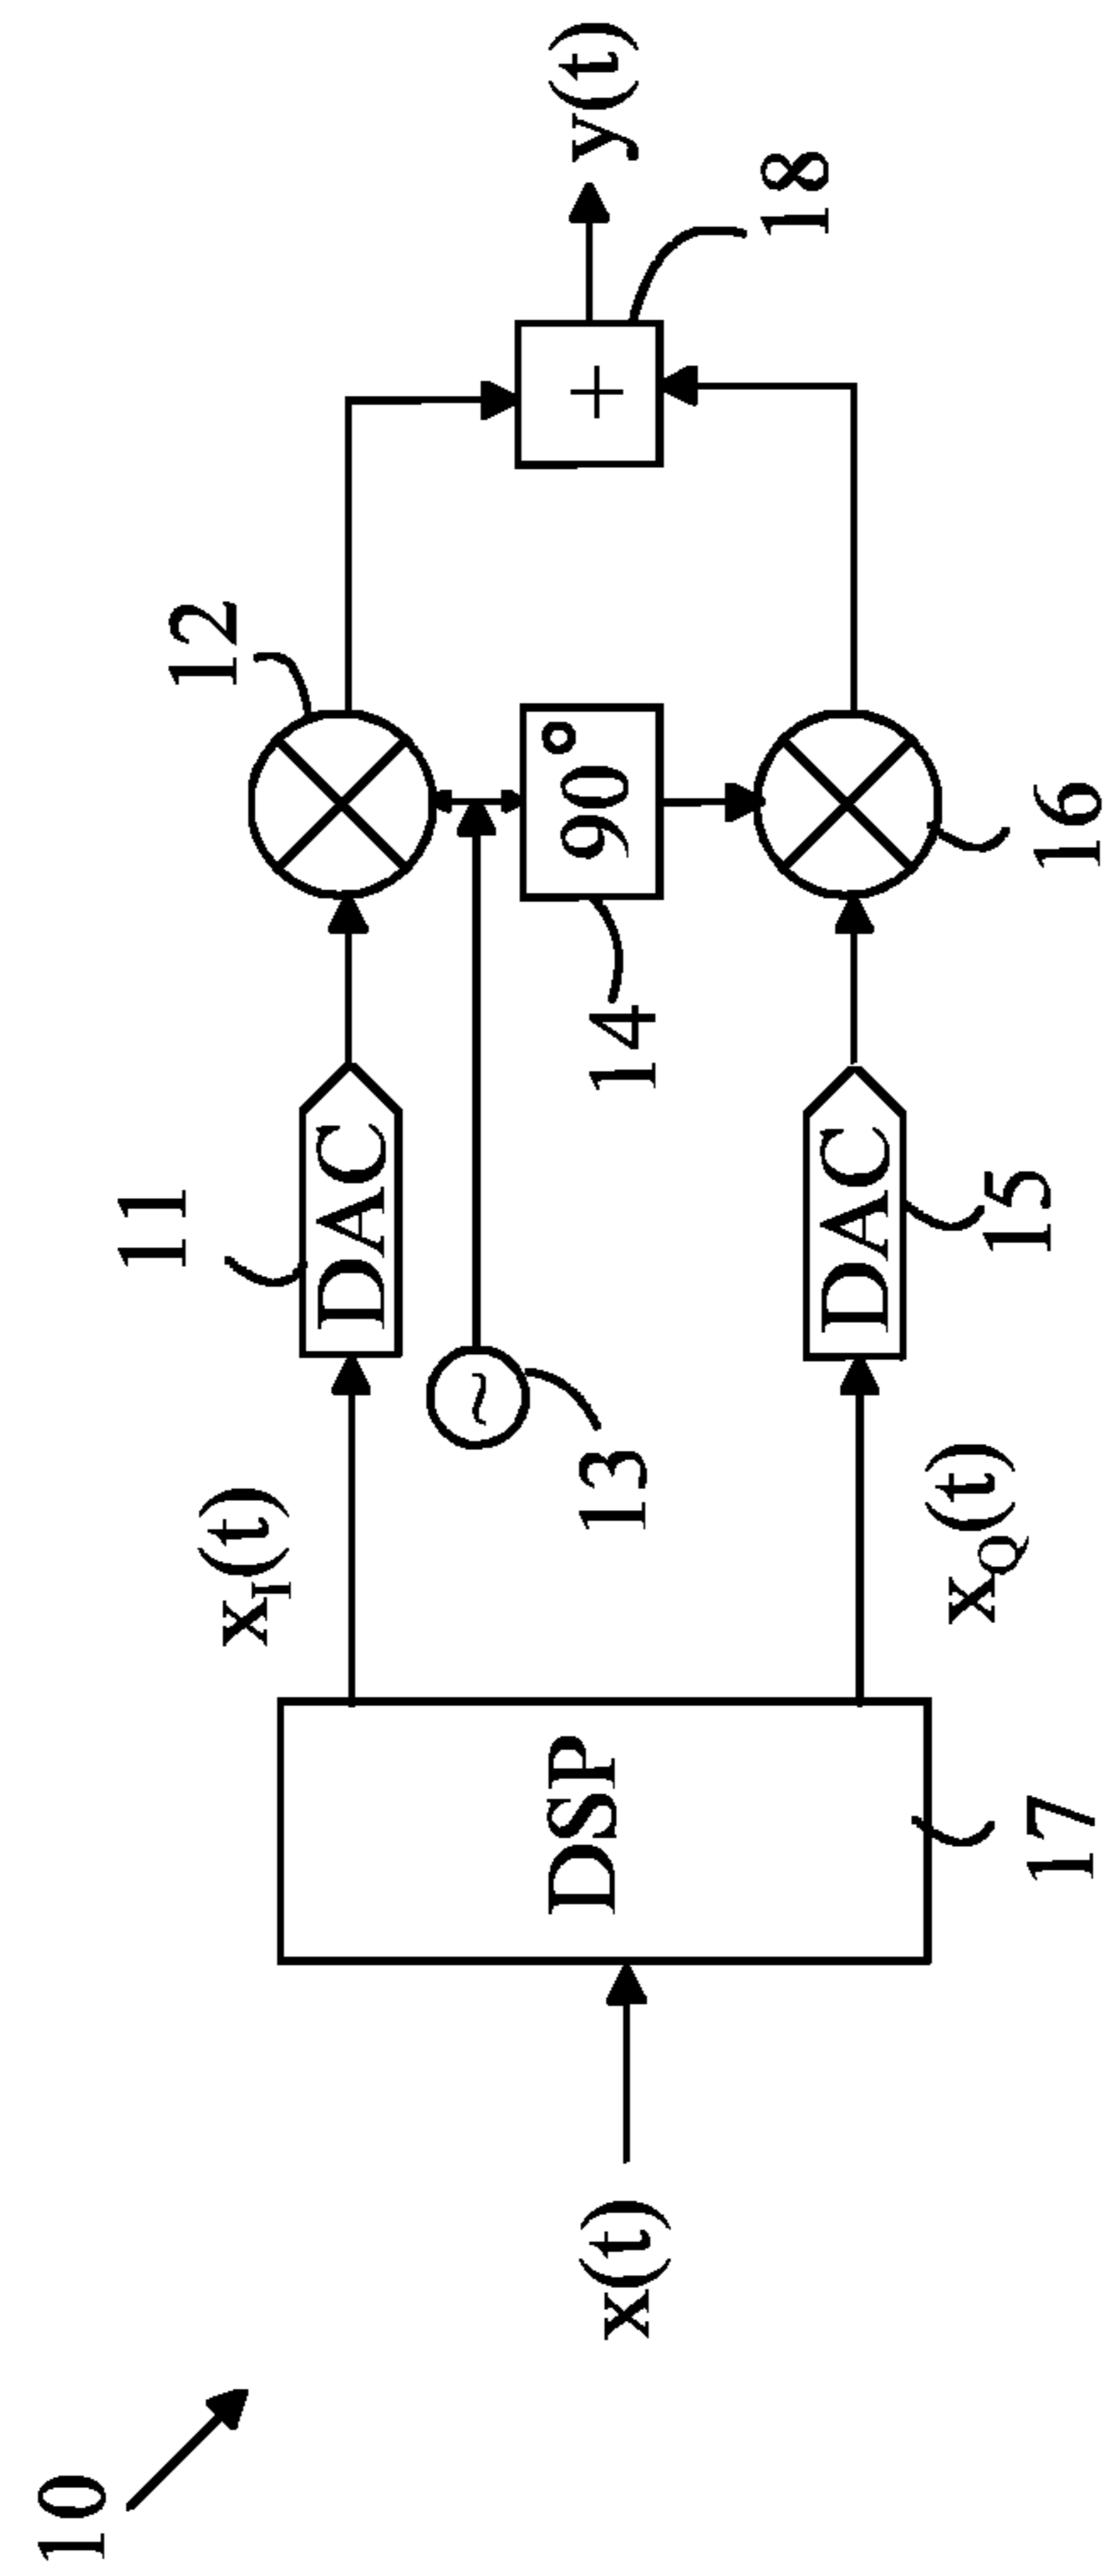 10
x(t)
DSP
17
x_I(t)
x_Q(t)
11
DAC
13
~
DAC
15
12
90°
14
16
+
18
y(t)